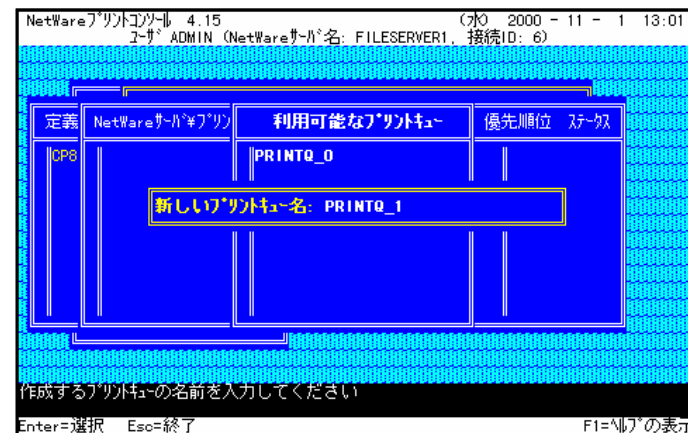 NetWareプリントコンソール 4.15 (水) 2000 - 11 - 1 13:01
ユーザ ADMIN (NetWareサーバ名: FILESERVER1, 接続ID: 6)
定義 NetWareサーバ¥プリン 利用可能なプリントキュー 優先順位 ステータス
CP8 PRINTQ_0
新しいプリントキュー名: PRINTQ_1
作成するプリントキューの名前を入力してください
Enter=選択 Esc=終了 F1=ヘルプの表示